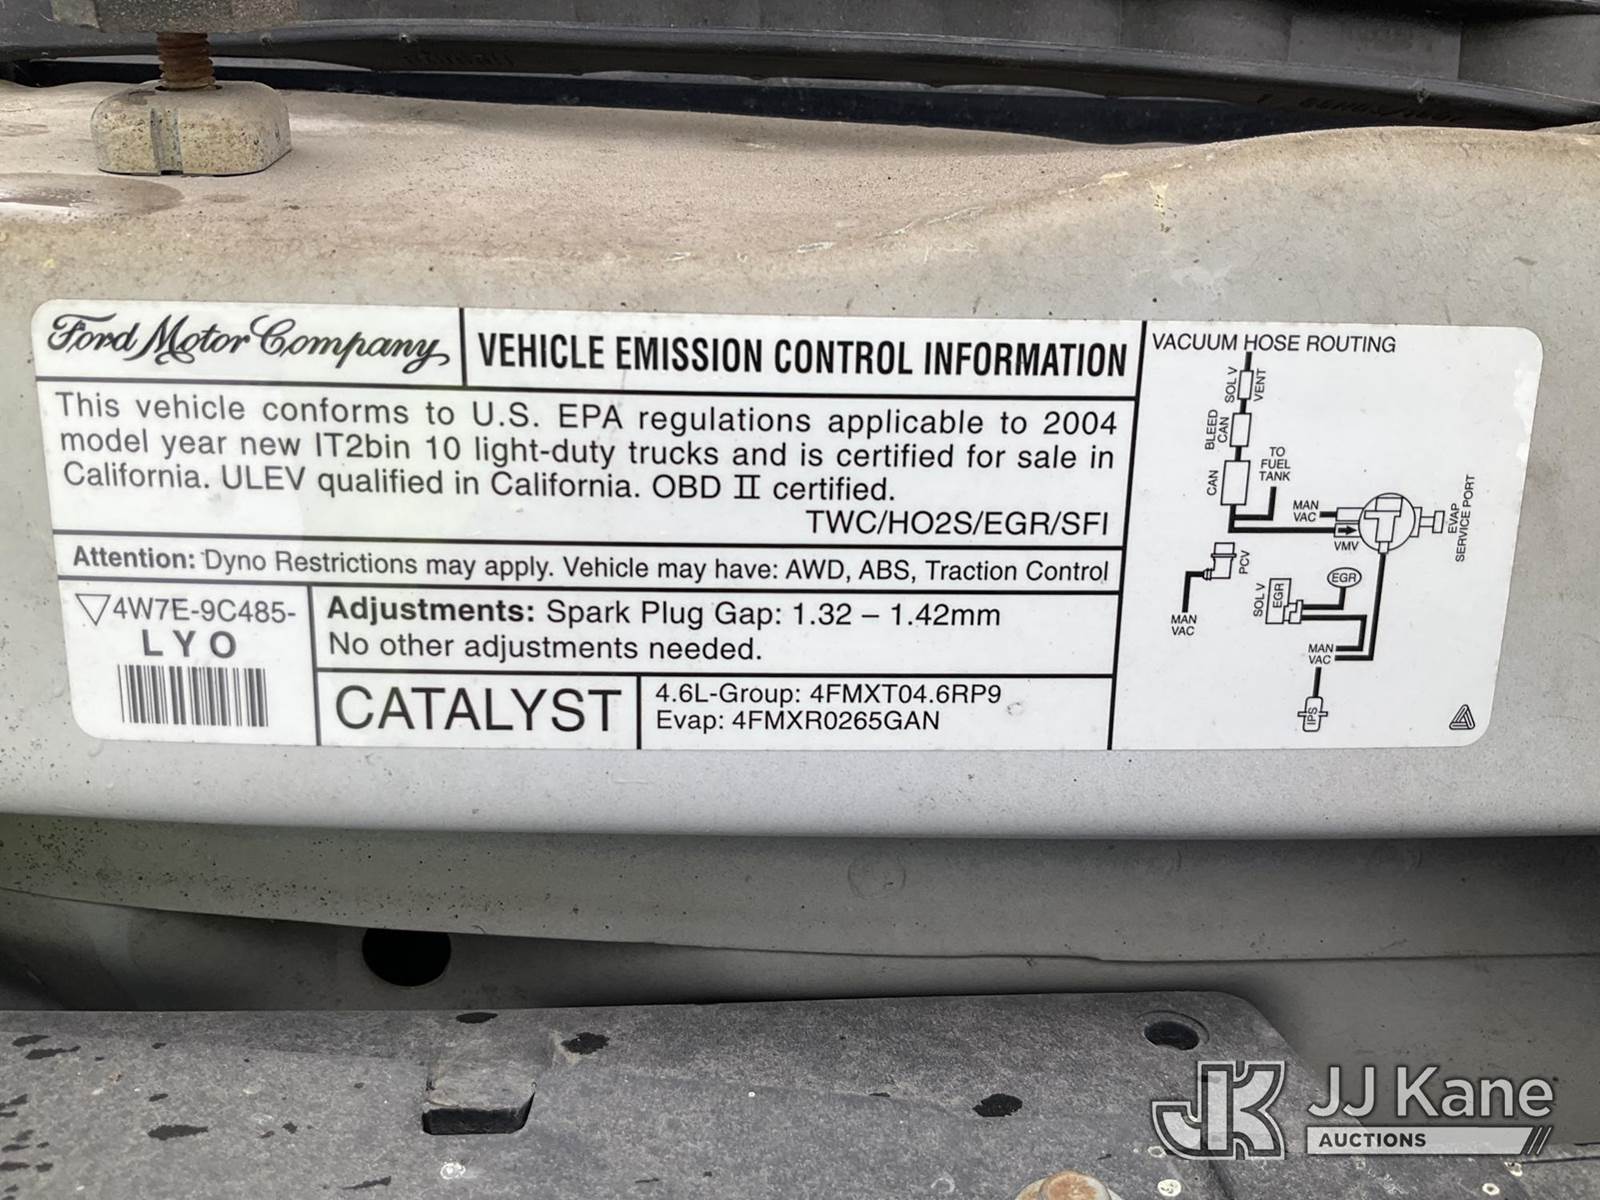 Ford Motor Company
VEHICLE EMISSION CONTROL INFORMATION
This vehicle conforms to U.S. EPA regulations applicable to 2004
model year new IT2bin 10 light-duty trucks and is certified for sale in
California. ULEV qualified in California. OBD II certified.
TWC/HO2S/EGR/SFI
Attention: Dyno Restrictions may apply. Vehicle may have: AWD, ABS, Traction Control
4W7E-9C485-
LYO
Adjustments: Spark Plug Gap: 1.32 – 1.42mm
No other adjustments needed.
CATALYST
4.6L-Group: 4FMXT04.6RP9
Evap: 4FMXR0265GAN
VACUUM HOSE ROUTING
SOL V
VENT
BLEED
CAN
CAN
TO
FUEL
TANK
MAN
VAC
VMV
EVAP
SERVICE PORT
PCV
MAN
VAC
SOL V
EGR
EGR
MAN
VAC
IPS
JJ Kane
AUCTIONS